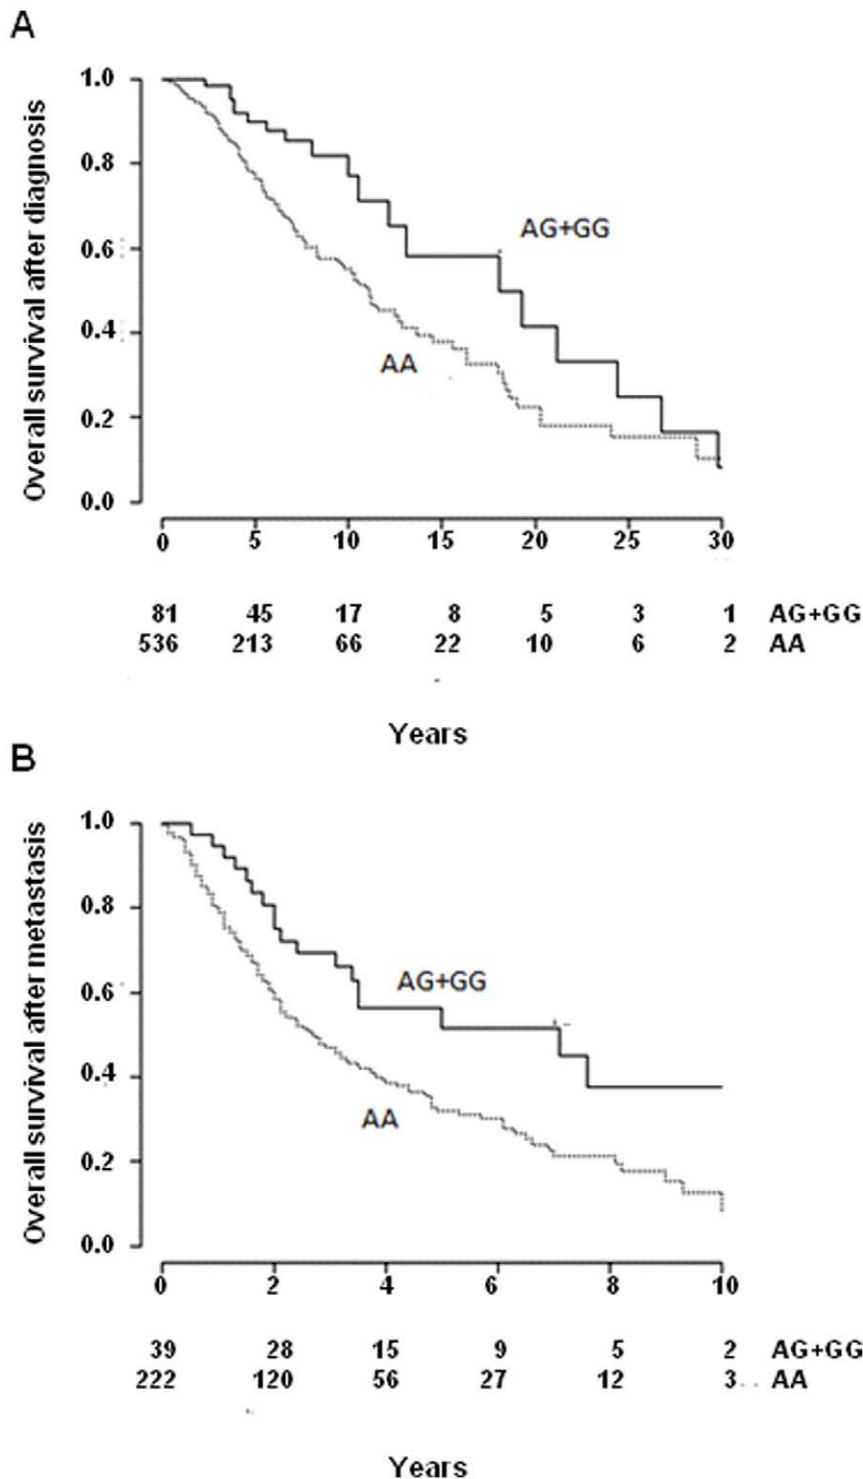 A
Overall survival after diagnosis
1.0
0.8
0.6
0.4
0.2
0.0
AG+GG
AA
0 5 10 15 20 25 30
81 45 17 8 5 3 1 AG+GG
536 213 66 22 10 6 2 AA
Years
B
Overall survival after metastasis
1.0
0.8
0.6
0.4
0.2
0.0
AG+GG
AA
0 2 4 6 8 10
39 28 15 9 5 2 AG+GG
222 120 56 27 12 3 AA
Years